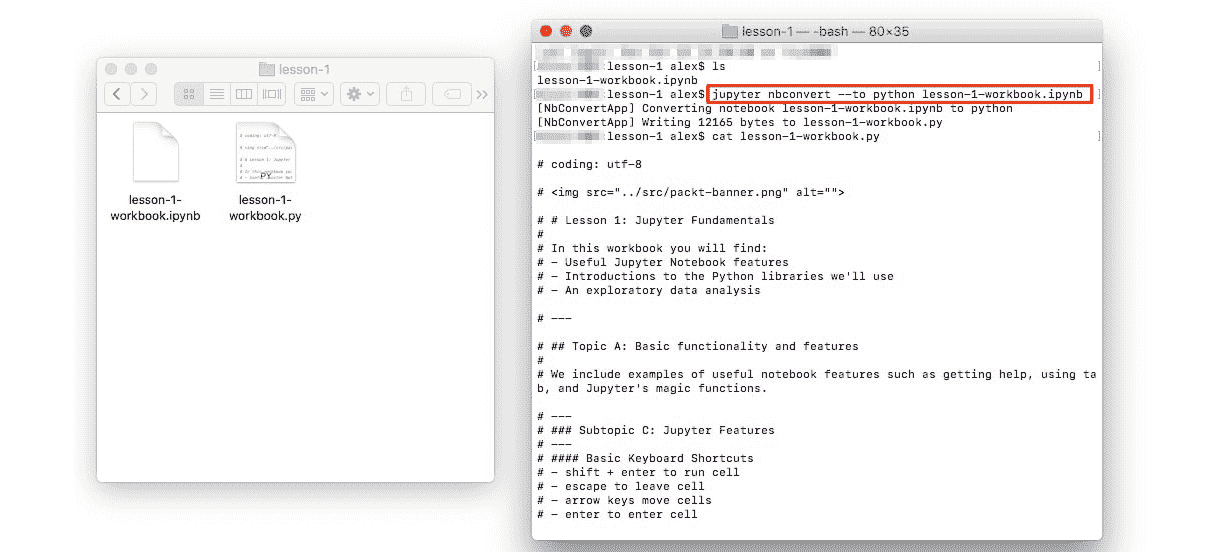 lesson-1
lesson-1-
workbook.ipynb
PY
lesson-1-
workbook.py
lesson-1 — -bash — 80×35
lesson-1 alex$ ls
lesson-1-workbook.ipynb
lesson-1 alex$ jupyter nbconvert --to python lesson-1-workbook.ipynb
[NbConvertApp] Converting notebook lesson-1-workbook.ipynb to python
[NbConvertApp] Writing 12165 bytes to lesson-1-workbook.py
lesson-1 alex$ cat lesson-1-workbook.py
# coding: utf-8
# <img src="../src/packt-banner.png" alt="">
# # Lesson 1: Jupyter Fundamentals
#
# In this workbook you will find:
# - Useful Jupyter Notebook features
# - Introductions to the Python libraries we'll use
# - An exploratory data analysis
# ---
# ## Topic A: Basic functionality and features
#
# We include examples of useful notebook features such as getting help, using ta
b, and Jupyter's magic functions.
# ---
# ### Subtopic C: Jupyter Features
# ---
# #### Basic Keyboard Shortcuts
# - shift + enter to run cell
# - escape to leave cell
# - arrow keys move cells
# - enter to enter cell